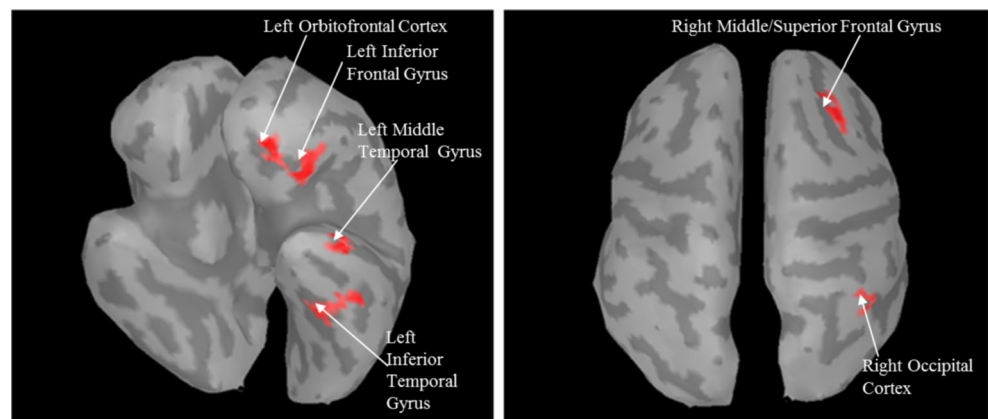 Left Orbitofrontal Cortex
Left Inferior
Frontal Gyrus
Left Middle
Temporal Gyrus
Left
Inferior
Temporal
Gyrus
Right Middle/Superior Frontal Gyrus
Right Occipital
Cortex